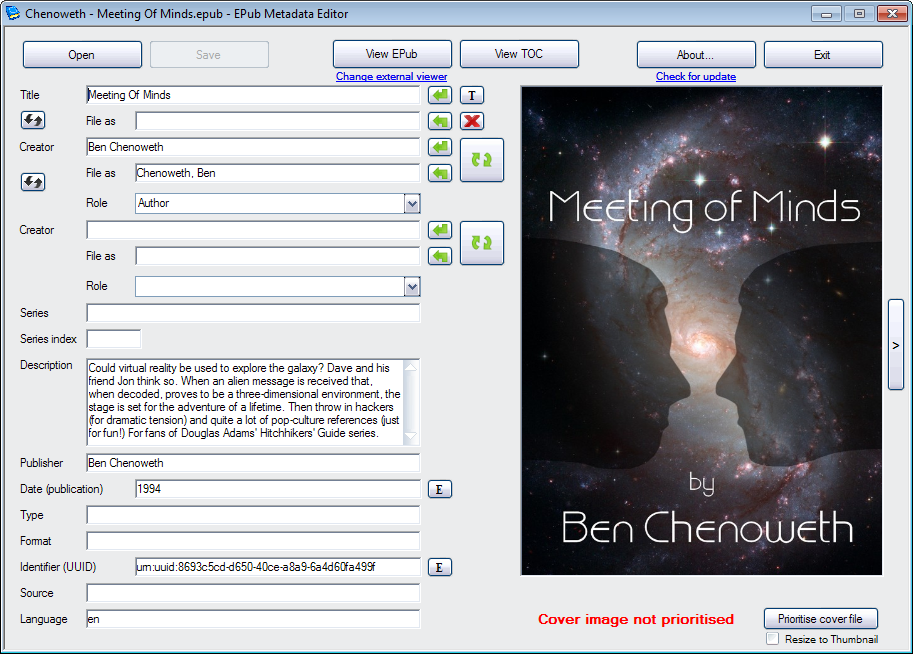 Chenoweth - Meeting Of Minds.epub - EPub Metadata Editor
Open
Save
View EPub
View TOC
About...
Exit
Change external viewer
Check for update
Title
Meeting Of Minds
T
File as
Creator
Ben Chenoweth
File as
Chenoweth, Ben
Role
Author
Creator
File as
Role
Series
Series index
Description
Could virtual reality be used to explore the galaxy? Dave and his
friend Jon think so. When an alien message is received that,
when decoded, proves to be a three-dimensional environment, the
stage is set for the adventure of a lifetime. Then throw in hackers
(for dramatic tension) and quite a lot of pop-culture references (just
for fun!) For fans of Douglas Adams' Hitchhikers' Guide series.
Publisher
Ben Chenoweth
Date (publication)
1994
E
Type
Format
Identifier (UUID)
urn:uuid:8693c5cd-d650-40ce-a8a9-6a4d60fa499f
E
Source
Language
en
Meeting of Minds
by
Ben Chenoweth
>
Cover image not prioritised
Prioritise cover file
Resize to Thumbnail